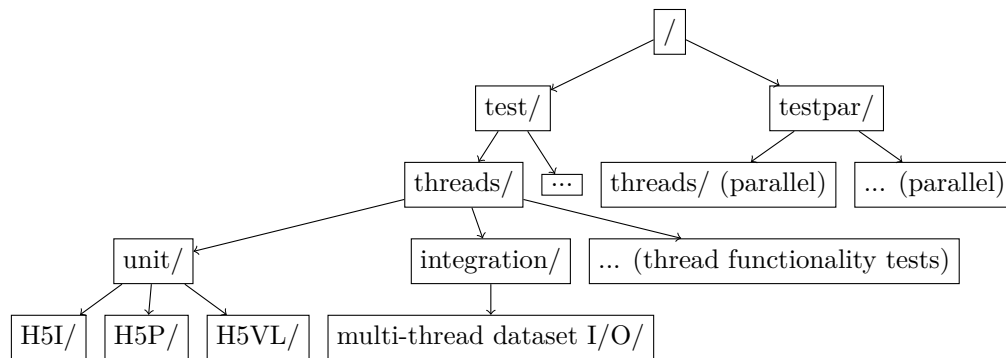 /
test/
testpar/
threads/
...
threads/ (parallel)
... (parallel)
unit/
integration/
... (thread functionality tests)
H5I/
H5P/
H5VL/
multi-thread dataset I/O/